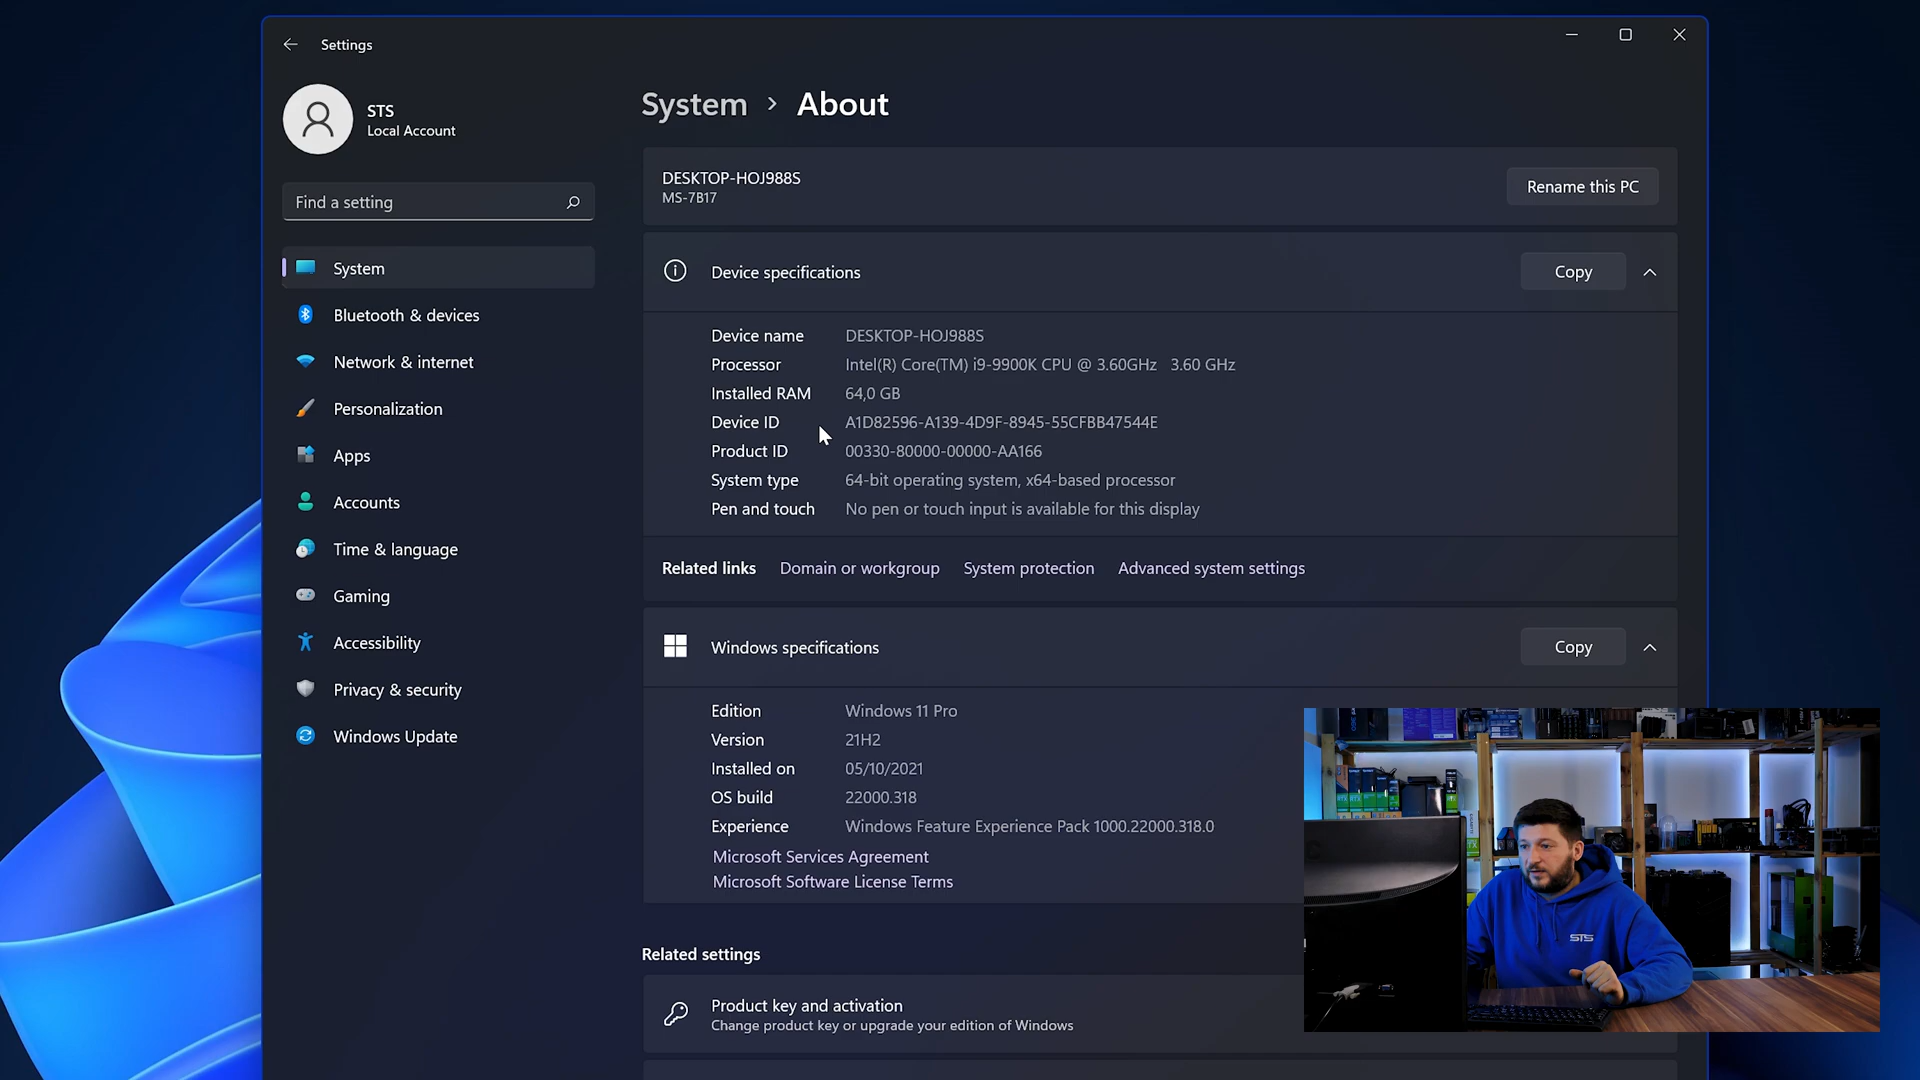 Settings
STS
Local Account
Find a setting
System
Bluetooth & devices
Network & internet
Personalization
Apps
Accounts
Time & language
Gaming
Accessibility
Privacy & security
Windows Update
System > About
DESKTOP-HOJ988S
MS-7B17
Rename this PC
Device specifications
Copy
Device name DESKTOP-HOJ988S
Processor Intel(R) Core(TM) i9-9900K CPU @ 3.60GHz 3.60 GHz
Installed RAM 64,0 GB
Device ID A1D82596-A139-4D9F-8945-55CFBB47544E
Product ID 00330-80000-00000-AA166
System type 64-bit operating system, x64-based processor
Pen and touch No pen or touch input is available for this display
Related links Domain or workgroup System protection Advanced system settings
Windows specifications
Copy
Edition Windows 11 Pro
Version 21H2
Installed on 05/10/2021
OS build 22000.318
Experience Windows Feature Experience Pack 1000.22000.318.0
Microsoft Services Agreement
Microsoft Software License Terms
Related settings
Product key and activation
Change product key or upgrade your edition of Windows
STS